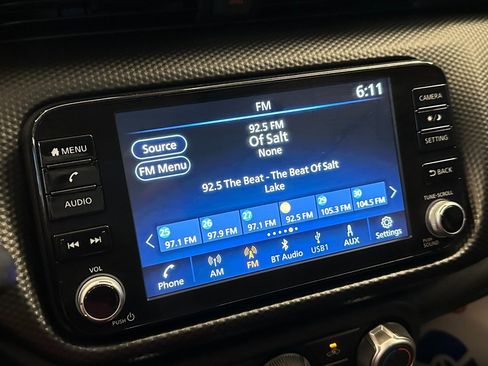 6:11
FM
92.5 FM
Of Salt
None
Source
FM Menu
92.5 The Beat - The Beat Of Salt
Lake
25 26 27 29 30
97.1 FM 97.9 FM 97.1 FM 92.5 FM 105.3 FM 104.5 FM
Phone AM FM BT Audio USB1 AUX Settings
MENU
AUDIO
VOL
PUSH
CAMERA
SETTING
BACK
TUNE·SCROLL
PUSH
SOUND